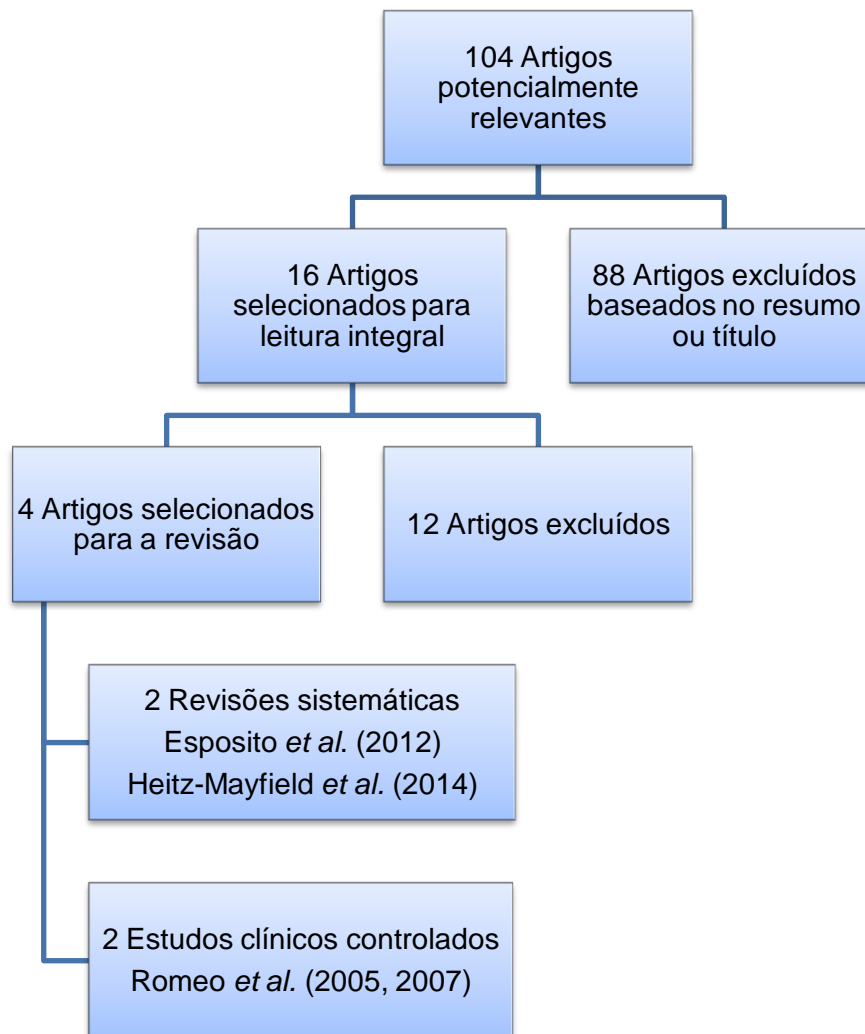 104 Artigos
potencialmente
relevantes
16 Artigos
selecionados para
leitura integral
88 Artigos excluídos
baseados no resumo
ou título
4 Artigos selecionados
para a revisão
12 Artigos excluídos
2 Revisões sistemáticas
Esposito et al. (2012)
Heitz-Mayfield et al. (2014)
2 Estudos clínicos controlados
Romeo et al. (2005, 2007)